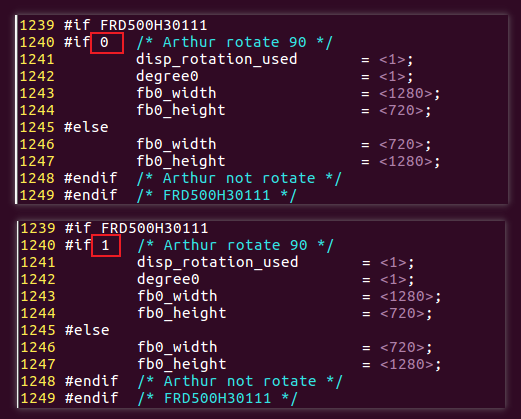 1239 #if FRD500H30111
1240 #if 0 /* Arthur rotate 90 */
1241 disp_rotation_used = <1>;
1242 degree0 = <1>;
1243 fb0_width = <1280>;
1244 fb0_height = <720>;
1245 #else
1246 fb0_width = <720>;
1247 fb0_height = <1280>;
1248 #endif /* Arthur not rotate */
1249 #endif /* FRD500H30111 */
1239 #if FRD500H30111
1240 #if 1 /* Arthur rotate 90 */
1241 disp_rotation_used = <1>;
1242 degree0 = <1>;
1243 fb0_width = <1280>;
1244 fb0_height = <720>;
1245 #else
1246 fb0_width = <720>;
1247 fb0_height = <1280>;
1248 #endif /* Arthur not rotate */
1249 #endif /* FRD500H30111 */